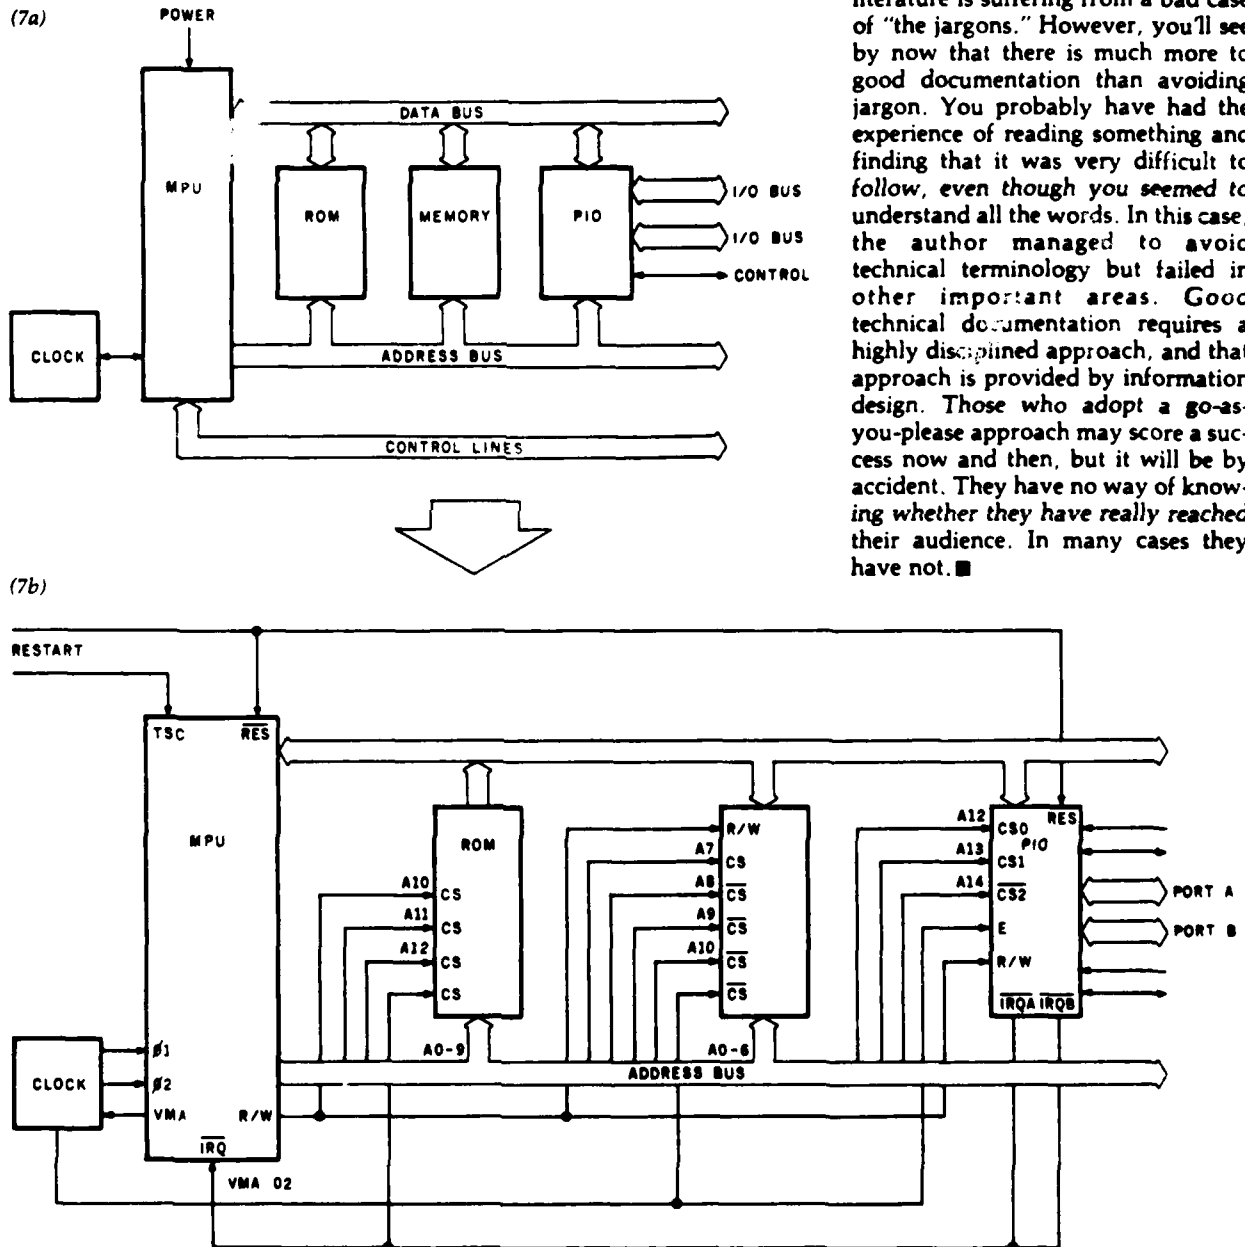 (7a)
POWER
MPU
DATA BUS
ROM
MEMORY
PIO
I/O BUS
I/O BUS
CONTROL
CLOCK
ADDRESS BUS
CONTROL LINES
literature is suffering from a bad case
of "the jargons." However, you'll see
by now that there is much more to
good documentation than avoiding
jargon. You probably have had the
experience of reading something and
finding that it was very difficult to
follow, even though you seemed to
understand all the words. In this case,
the author managed to avoid
technical terminology but failed in
other important areas. Good
technical documentation requires a
highly disciplined approach, and that
approach is provided by information
design. Those who adopt a go-as-
you-please approach may score a suc-
cess now and then, but it will be by
accident. They have no way of know-
ing whether they have really reached
their audience. In many cases they
have not.■
(7b)
RESTART
TSC
R̅E̅S̅
MPU
ROM
A10
CS
A11
CS
A12
CS
CS
A0-9
R/W
A7
CS
A8
C̅S̅
A9
C̅S̅
A10
C̅S̅
C̅S̅
A0-6
A12
CS0
RES
PIO
A13
CS1
A14
C̅S̅2̅
E
R/W
I̅R̅Q̅A̅ I̅R̅Q̅B̅
PORT A
PORT B
ADDRESS BUS
CLOCK
ø1
ø2
VMA
R/W
I̅R̅Q̅
VMA 02